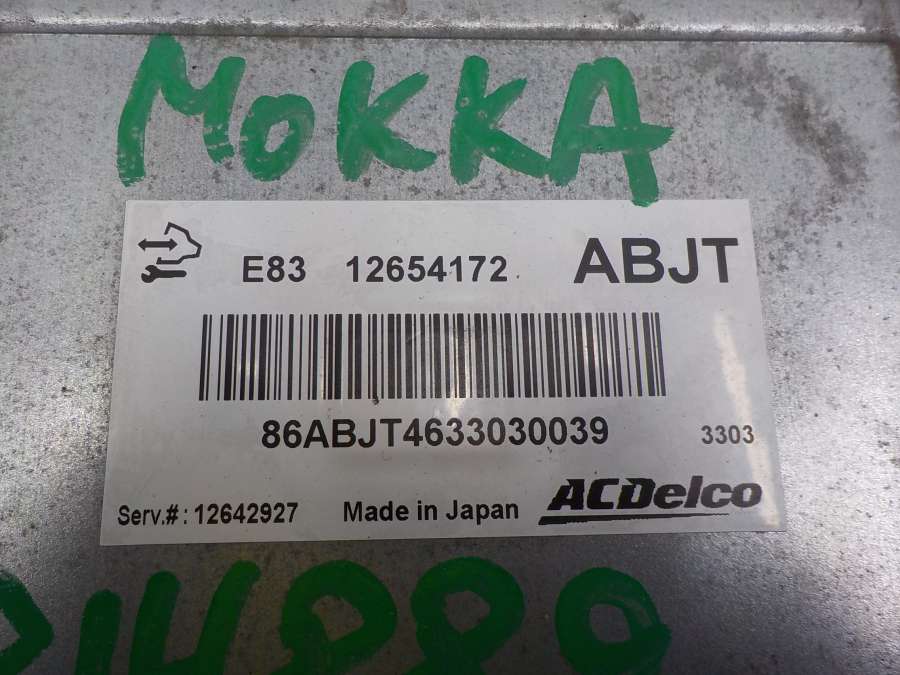 MOKKA
E83 12654172 ABJT
86ABJT4633030039 3303
Serv.#: 12642927 Made in Japan ACDelco